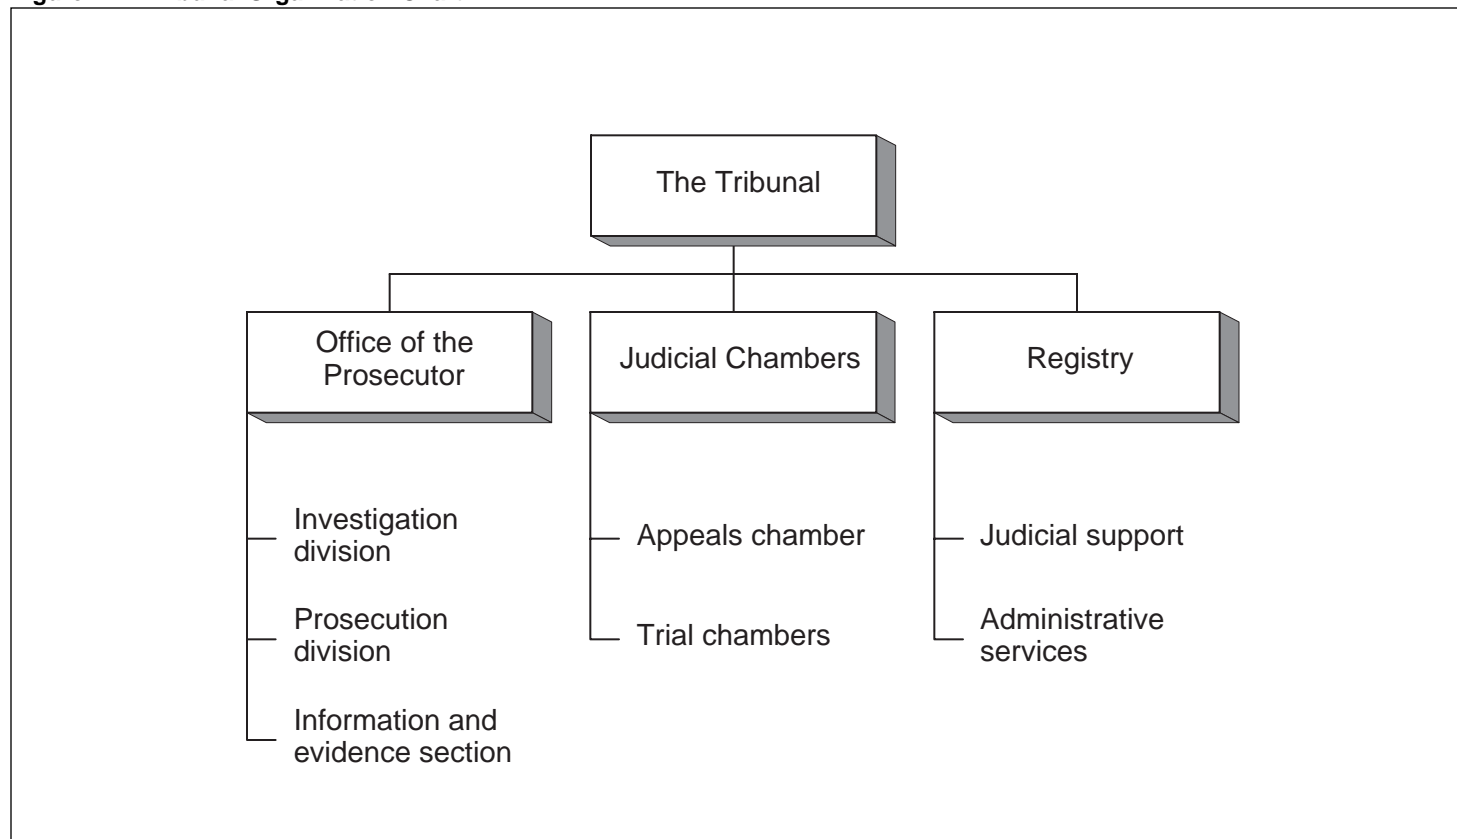 The Tribunal
Office of the
Prosecutor
Judicial Chambers
Registry
Investigation
division
Prosecution
division
Information and
evidence section
Appeals chamber
Trial chambers
Judicial support
Administrative
services